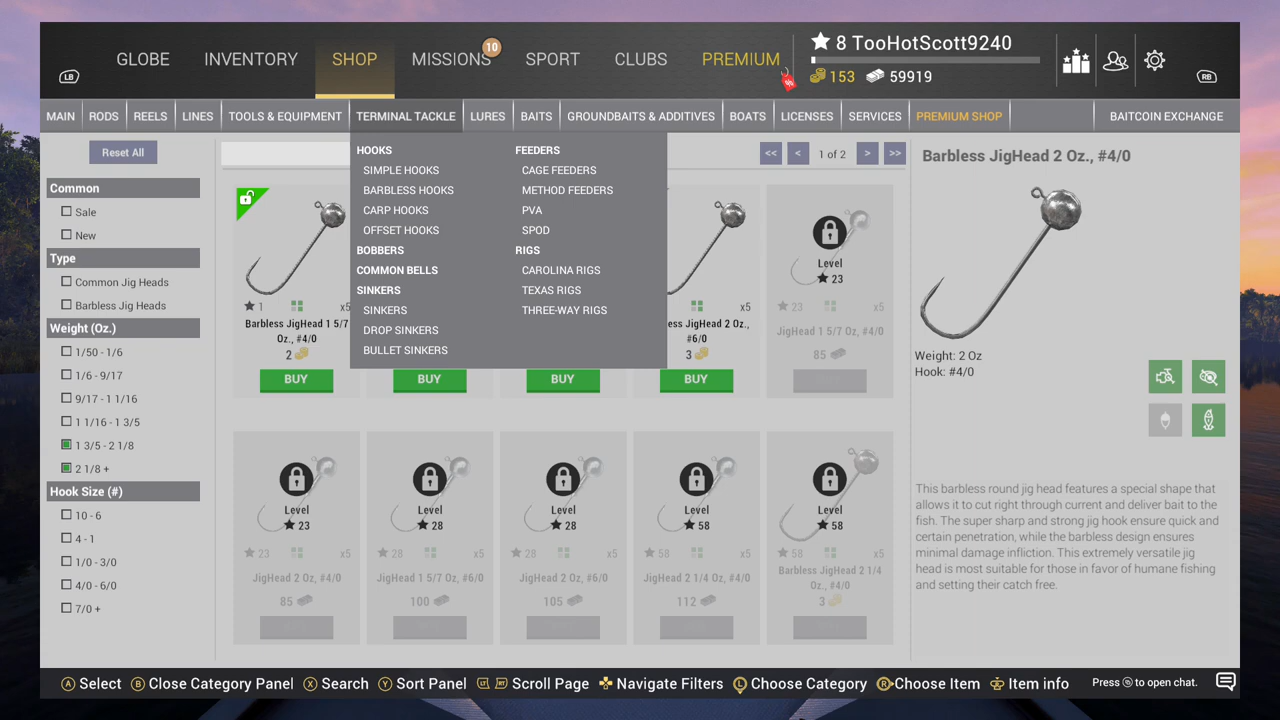 LB
GLOBE
INVENTORY
SHOP
MISSIONS
10
SPORT
CLUBS
PREMIUM
%
8 TooHotScott9240
153
59919
RB
MAIN
RODS
REELS
LINES
TOOLS & EQUIPMENT
TERMINAL TACKLE
LURES
BAITS
GROUNDBAITS & ADDITIVES
BOATS
LICENSES
SERVICES
PREMIUM SHOP
BAITCOIN EXCHANGE
Reset All
Common
Sale
New
Type
Common Jig Heads
Barbless Jig Heads
Weight (Oz.)
1/50 - 1/6
1/6 - 9/17
9/17 - 1 1/16
1 1/16 - 1 3/5
1 3/5 - 2 1/8
2 1/8 +
Hook Size (#)
10 - 6
4 - 1
1/0 - 3/0
4/0 - 6/0
7/0 +
HOOKS
SIMPLE HOOKS
BARBLESS HOOKS
CARP HOOKS
OFFSET HOOKS
BOBBERS
COMMON BELLS
SINKERS
SINKERS
DROP SINKERS
BULLET SINKERS
FEEDERS
CAGE FEEDERS
METHOD FEEDERS
PVA
SPOD
RIGS
CAROLINA RIGS
TEXAS RIGS
THREE-WAY RIGS
<<
<
1 of 2
>
>>
1
x5
Barbless JigHead 1 5/7
Oz., #4/0
2
BUY
BUY
BUY
x5
ess JigHead 2 Oz.,
#6/0
3
BUY
Level
23
23
x5
JigHead 1 5/7 Oz, #4/0
85
Level
23
23
x5
JigHead 2 Oz, #4/0
85
Level
28
28
x5
JigHead 1 5/7 Oz, #6/0
100
Level
28
28
x5
JigHead 2 Oz, #6/0
105
Level
58
58
x5
JigHead 2 1/4 Oz, #4/0
112
Level
58
58
x5
Barbless JigHead 2 1/4
Oz., #4/0
3
Barbless JigHead 2 Oz., #4/0
Weight: 2 Oz
Hook: #4/0
This barbless round jig head features a special shape that
allows it to cut right through current and deliver bait to the
fish. The super sharp and strong jig hook ensure quick and
certain penetration, while the barbless design ensures
minimal damage infliction. This extremely versatile jig
head is most suitable for those in favor of humane fishing
and setting their catch free.
A Select
B Close Category Panel
X Search
Y Sort Panel
LT RT Scroll Page
Navigate Filters
L Choose Category
R Choose Item
Item info
Press to open chat.